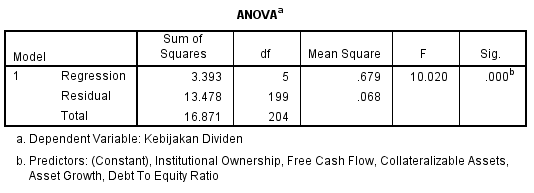 ANOVAa
Model Sum of Squares df Mean Square F Sig.
1 Regression 3.393 5 .679 10.020 .000b
Residual 13.478 199 .068
Total 16.871 204
a. Dependent Variable: Kebijakan Dividen
b. Predictors: (Constant), Institutional Ownership, Free Cash Flow, Collateralizable Assets,
Asset Growth, Debt To Equity Ratio